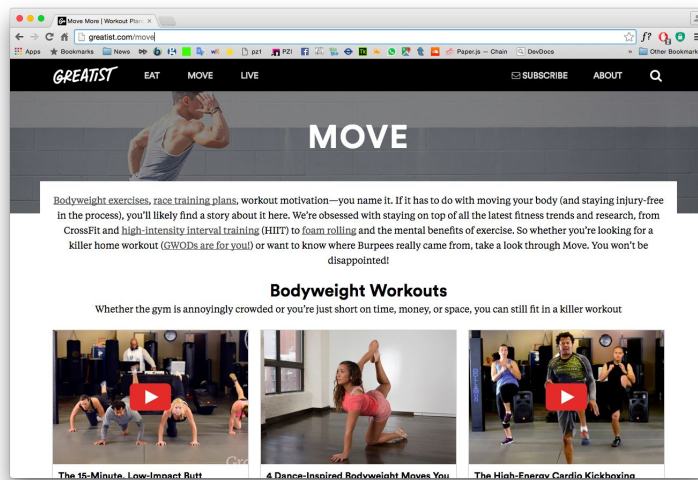 Move More | Workout Plans
greatist.com/move
Apps Bookmarks News pzt PZI Paper.js — Chain DevDocs Other Bookmark
GREATIST EAT MOVE LIVE SUBSCRIBE ABOUT
MOVE
Bodyweight exercises, race training plans, workout motivation—you name it. If it has to do with moving your body (and staying injury-free
in the process), you'll likely find a story about it here. We're obsessed with staying on top of all the latest fitness trends and research, from
CrossFit and high-intensity interval training (HIIT) to foam rolling and the mental benefits of exercise. So whether you're looking for a
killer home workout (GWODs are for you!) or want to know where Burpees really came from, take a look through Move. You won't be
disappointed!
Bodyweight Workouts
Whether the gym is annoyingly crowded or you're just short on time, money, or space, you can still fit in a killer workout
The 15-Minute, Low-Impact Butt
4 Dance-Inspired Bodyweight Moves You
The High-Energy Cardio Kickboxing